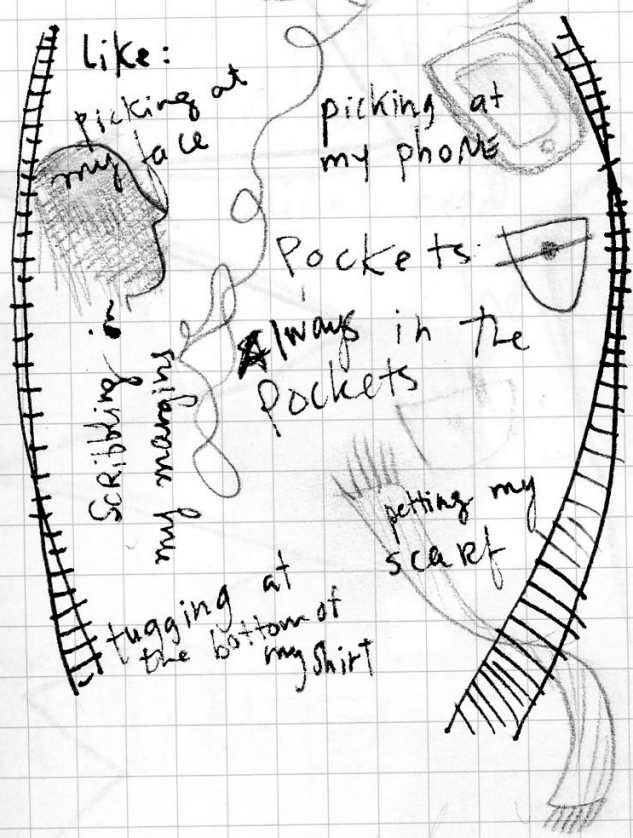 like:
picking at
my face
picking at
my phone
Pockets
Always in the
Pockets
Scribbling in
my margins
petting my
scarf
tugging at
the bottom of
my shirt